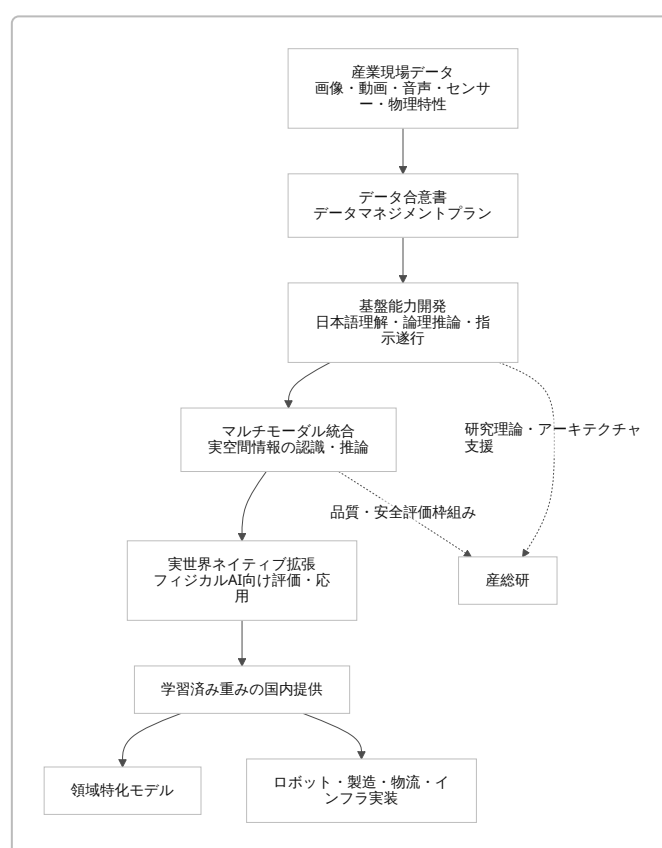 産業現場データ
画像・動画・音声・センサ
ー・物理特性
データ合意書
データマネジメントプラン
基盤能力開発
日本語理解・論理推論・指
示遂行
マルチモーダル統合
実空間情報の認識・推論
研究理論・アーキテクチャ
支援
品質・安全評価枠組み
実世界ネイティブ拡張
フィジカルAI向け評価・応
用
産総研
学習済み重みの国内提供
領域特化モデル
ロボット・製造・物流・イ
ンフラ実装